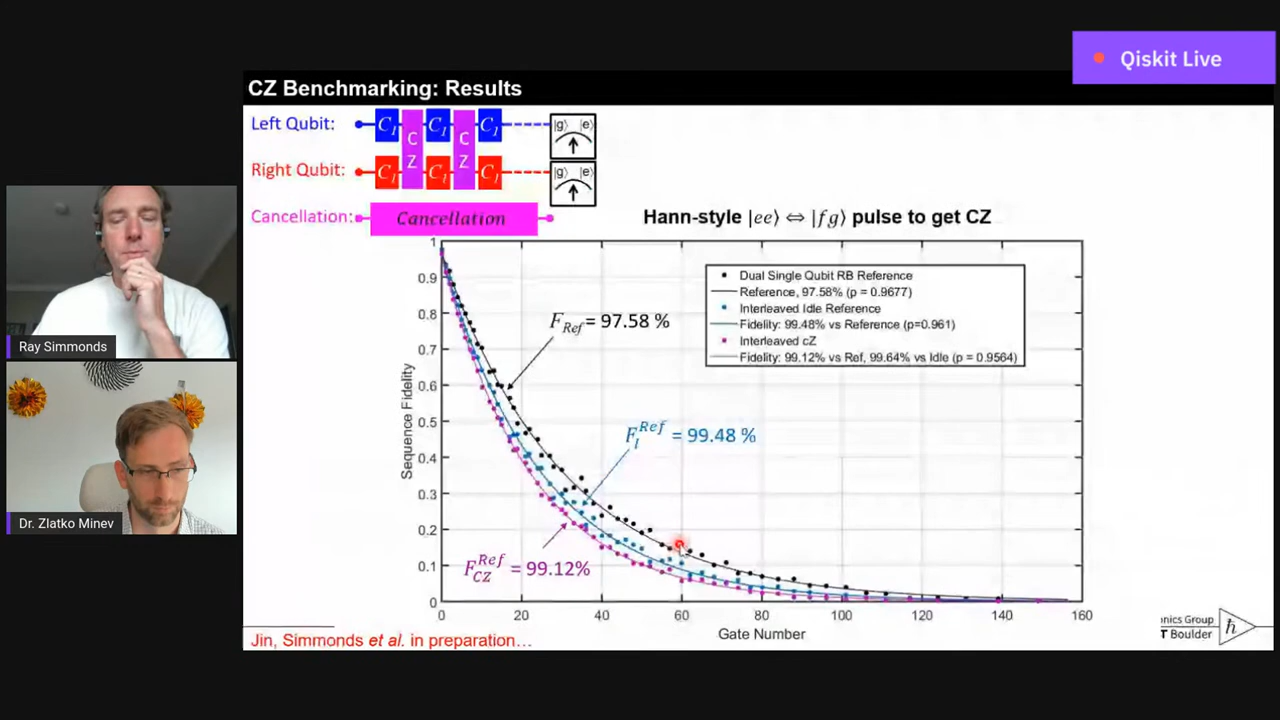 Qiskit Live
CZ Benchmarking: Results
Left Qubit:
C1 C1 C1
CZ CZ
|g⟩ |e⟩
Right Qubit:
C1 C1 C1
|g⟩ |e⟩
Cancellation:
Cancellation
Hann-style |ee⟩ ⇔ |fg⟩ pulse to get CZ
Dual Single Qubit RB Reference
Reference, 97.58% (p = 0.9677)
Interleaved Idle Reference
Fidelity: 99.48% vs Reference (p=0.961)
Interleaved cZ
Fidelity: 99.12% vs Ref, 99.64% vs Idle (p = 0.9564)
F_Ref = 97.58 %
F_I^Ref = 99.48 %
F_CZ^Ref = 99.12%
Sequence Fidelity
1
0.9
0.8
0.7
0.6
0.5
0.4
0.3
0.2
0.1
0
0 20 40 60 80 100 120 140 160
Gate Number
Jin, Simmonds et al. in preparation…
onics Group
T Boulder
ħ
Ray Simmonds
Dr. Zlatko Minev